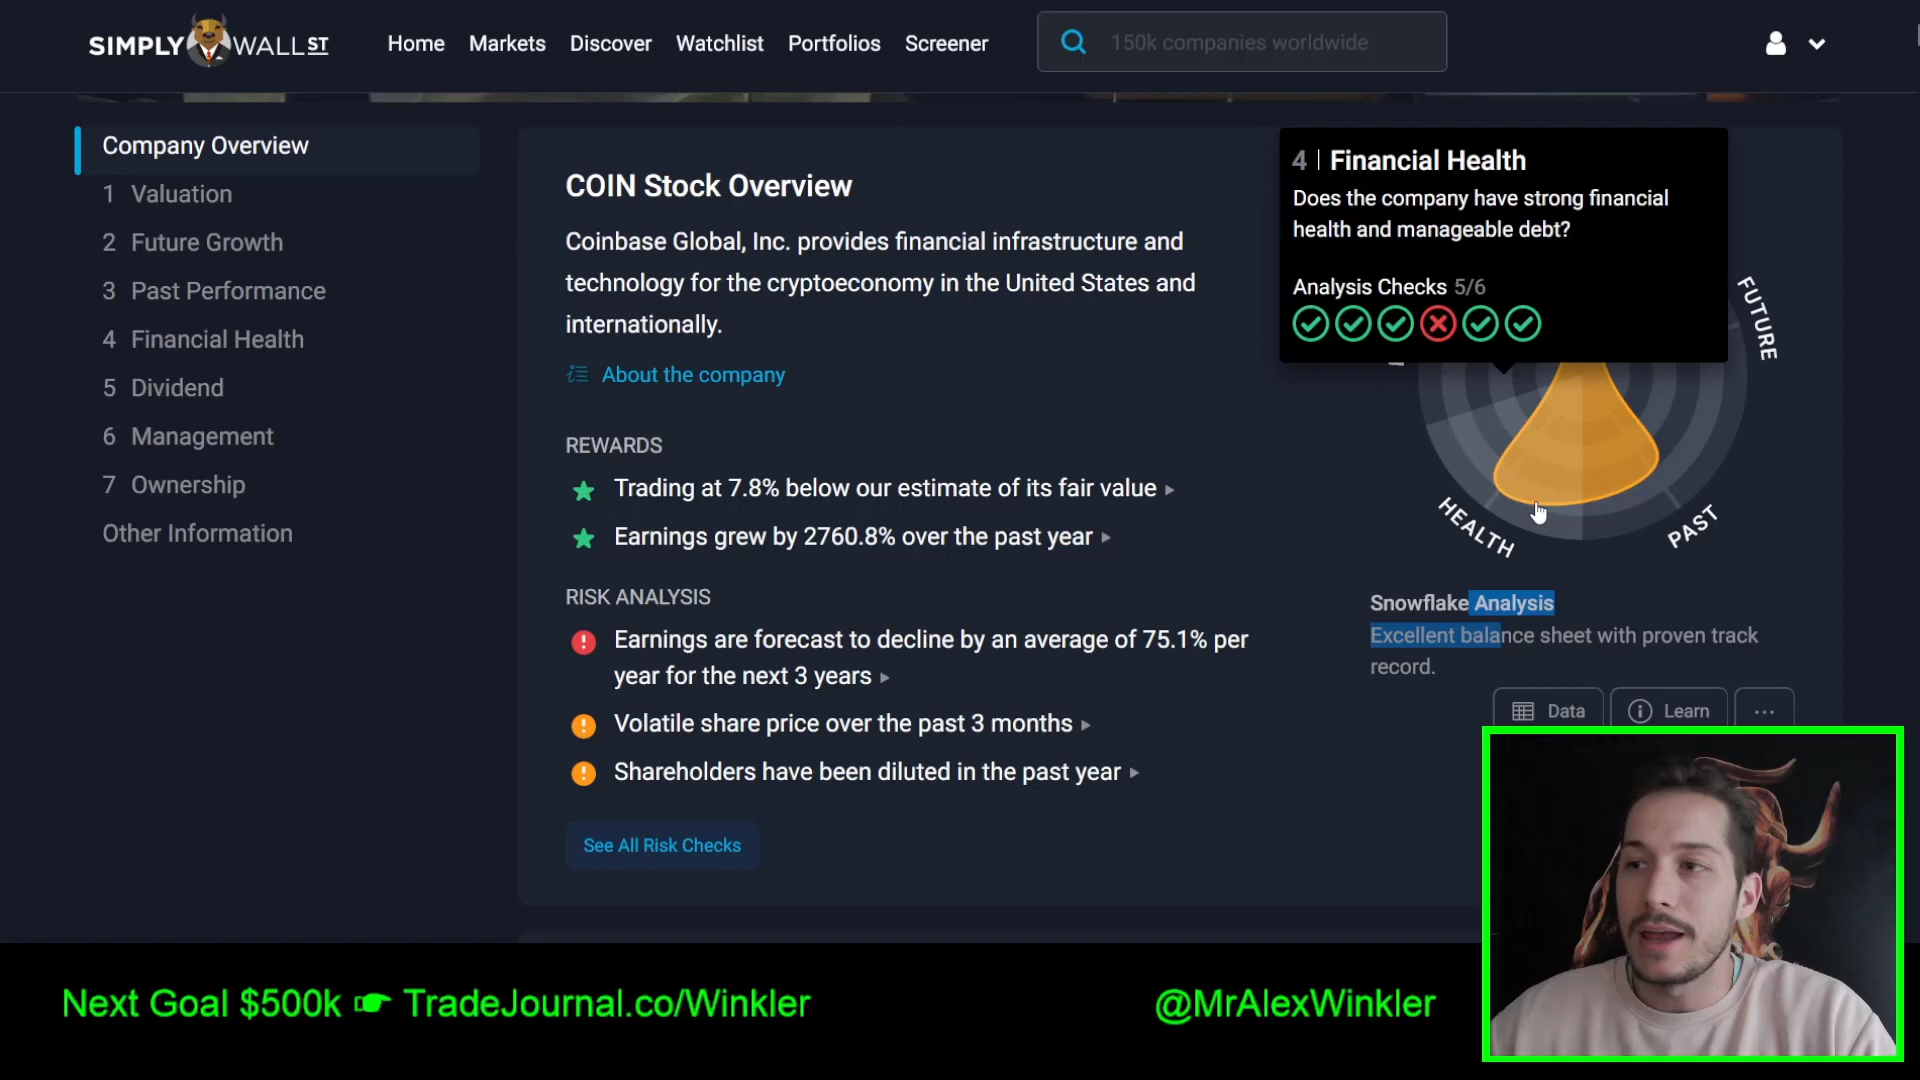 SIMPLY WALL ST
Home Markets Discover Watchlist Portfolios Screener
150k companies worldwide
Company Overview
1 Valuation
2 Future Growth
3 Past Performance
4 Financial Health
5 Dividend
6 Management
7 Ownership
Other Information
COIN Stock Overview
Coinbase Global, Inc. provides financial infrastructure and
technology for the cryptoeconomy in the United States and
internationally.
About the company
REWARDS
Trading at 7.8% below our estimate of its fair value
Earnings grew by 2760.8% over the past year
RISK ANALYSIS
Earnings are forecast to decline by an average of 75.1% per
year for the next 3 years
Volatile share price over the past 3 months
Shareholders have been diluted in the past year
See All Risk Checks
4 | Financial Health
Does the company have strong financial
health and manageable debt?
Analysis Checks 5/6
FUTURE
PAST
HEALTH
Snowflake Analysis
Excellent balance sheet with proven track
record.
Data Learn ...
Next Goal $500k TradeJournal.co/Winkler
@MrAlexWinkler